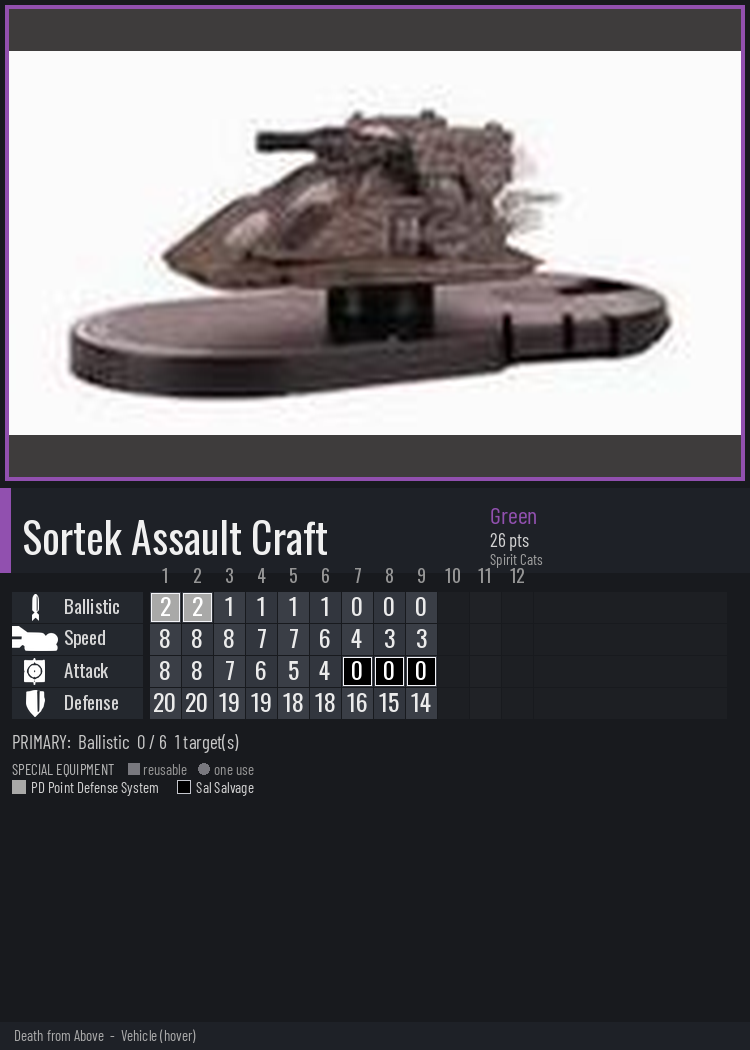 Sortek Assault Craft
Green
26 pts
Spirit Cats
1 2 3 4 5 6 7 8 9 10 11 12
Ballistic 2 2 1 1 1 1 0 0 0
Speed 8 8 8 7 7 6 4 3 3
Attack 8 8 7 6 5 4 0 0 0
Defense 20 20 19 19 18 18 16 15 14
PRIMARY: Ballistic 0 / 6 1 target(s)
SPECIAL EQUIPMENT reusable one use
PD Point Defense System Sal Salvage
Death from Above - Vehicle (hover)